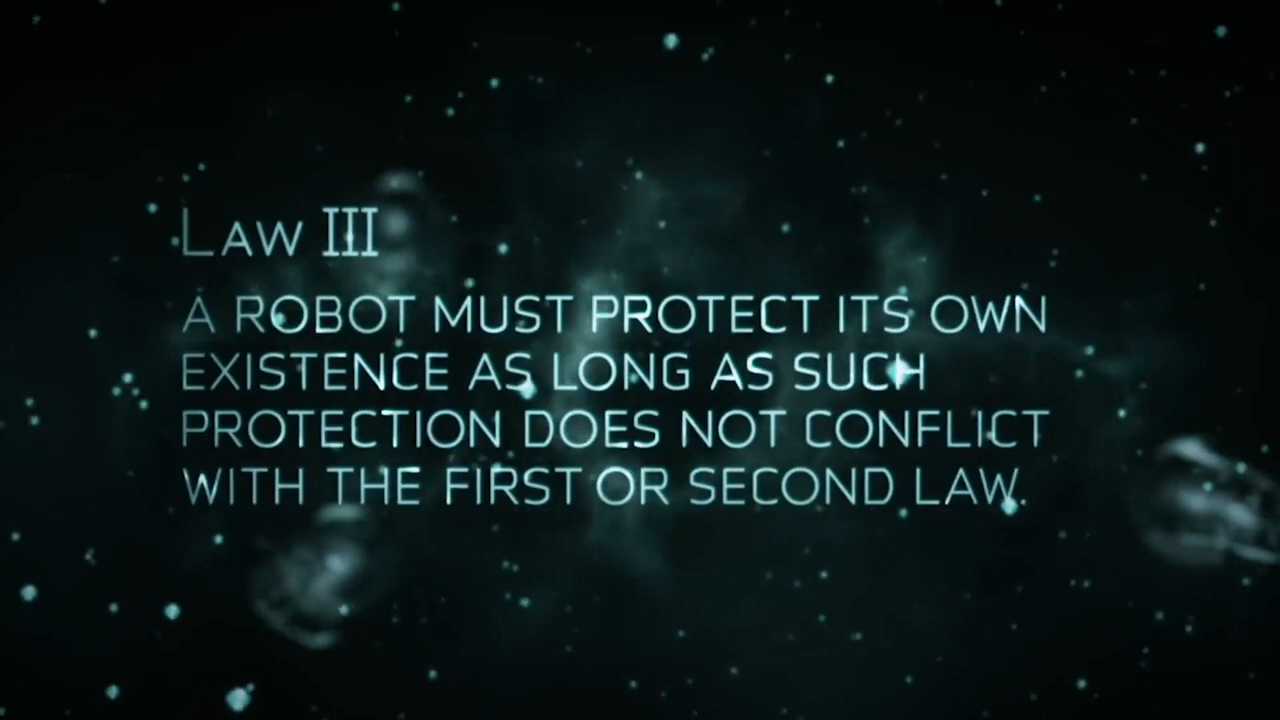 Law III
A ROBOT MUST PROTECT ITS OWN
EXISTENCE AS LONG AS SUCH
PROTECTION DOES NOT CONFLICT
WITH THE FIRST OR SECOND LAW.